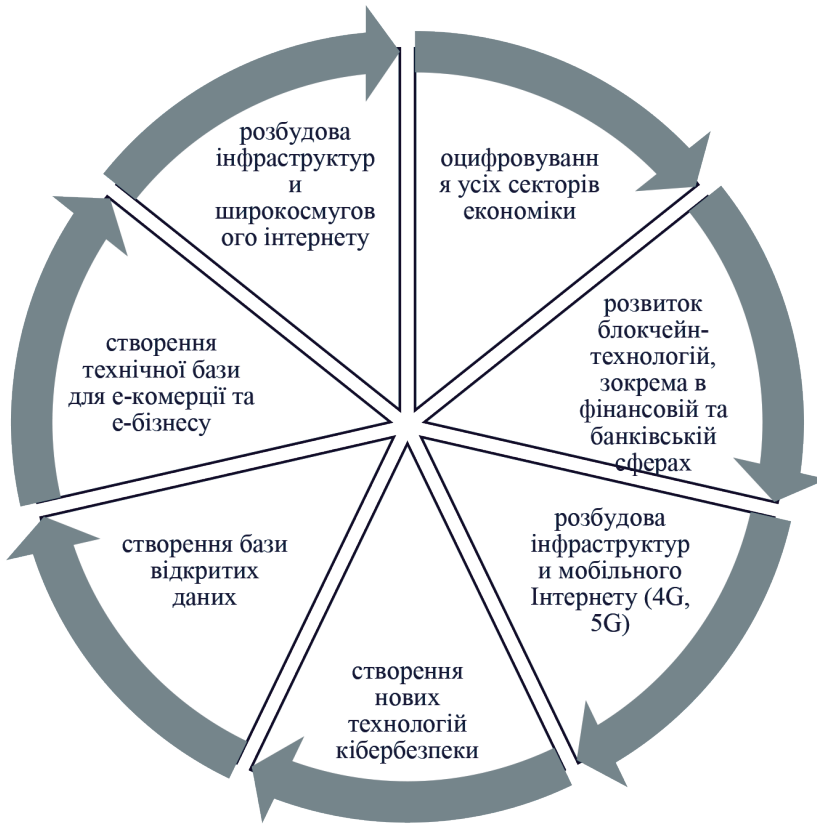 оцифровуванн
я усіх секторів
економіки
розвиток
блокчейн-
технологій,
зокрема в
фінансовій та
банківській
сферах
розбудова
інфраструктур
и мобільного
Інтернету (4G,
5G)
створення
нових
технологій
кібербезпеки
створення бази
відкритих
даних
створення
технічної бази
для е-комерції та
е-бізнесу
розбудова
інфраструктур
и
широкосмугов
ого інтернету